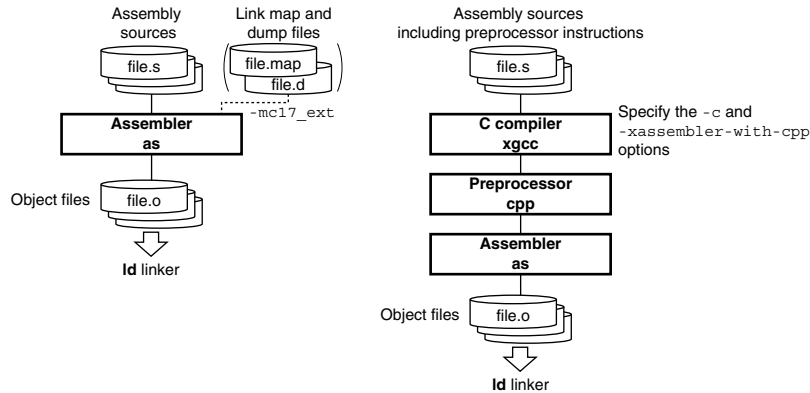 Assembly
sources
Link map and
dump files
file.s
file.map
file.d
-mc17_ext
Assembler
as
Object files
file.o
ld linker
Assembly sources
including preprocessor instructions
file.s
C compiler
xgcc
Specify the -c and
-xassembler-with-cpp
options
Preprocessor
cpp
Assembler
as
Object files
file.o
ld linker